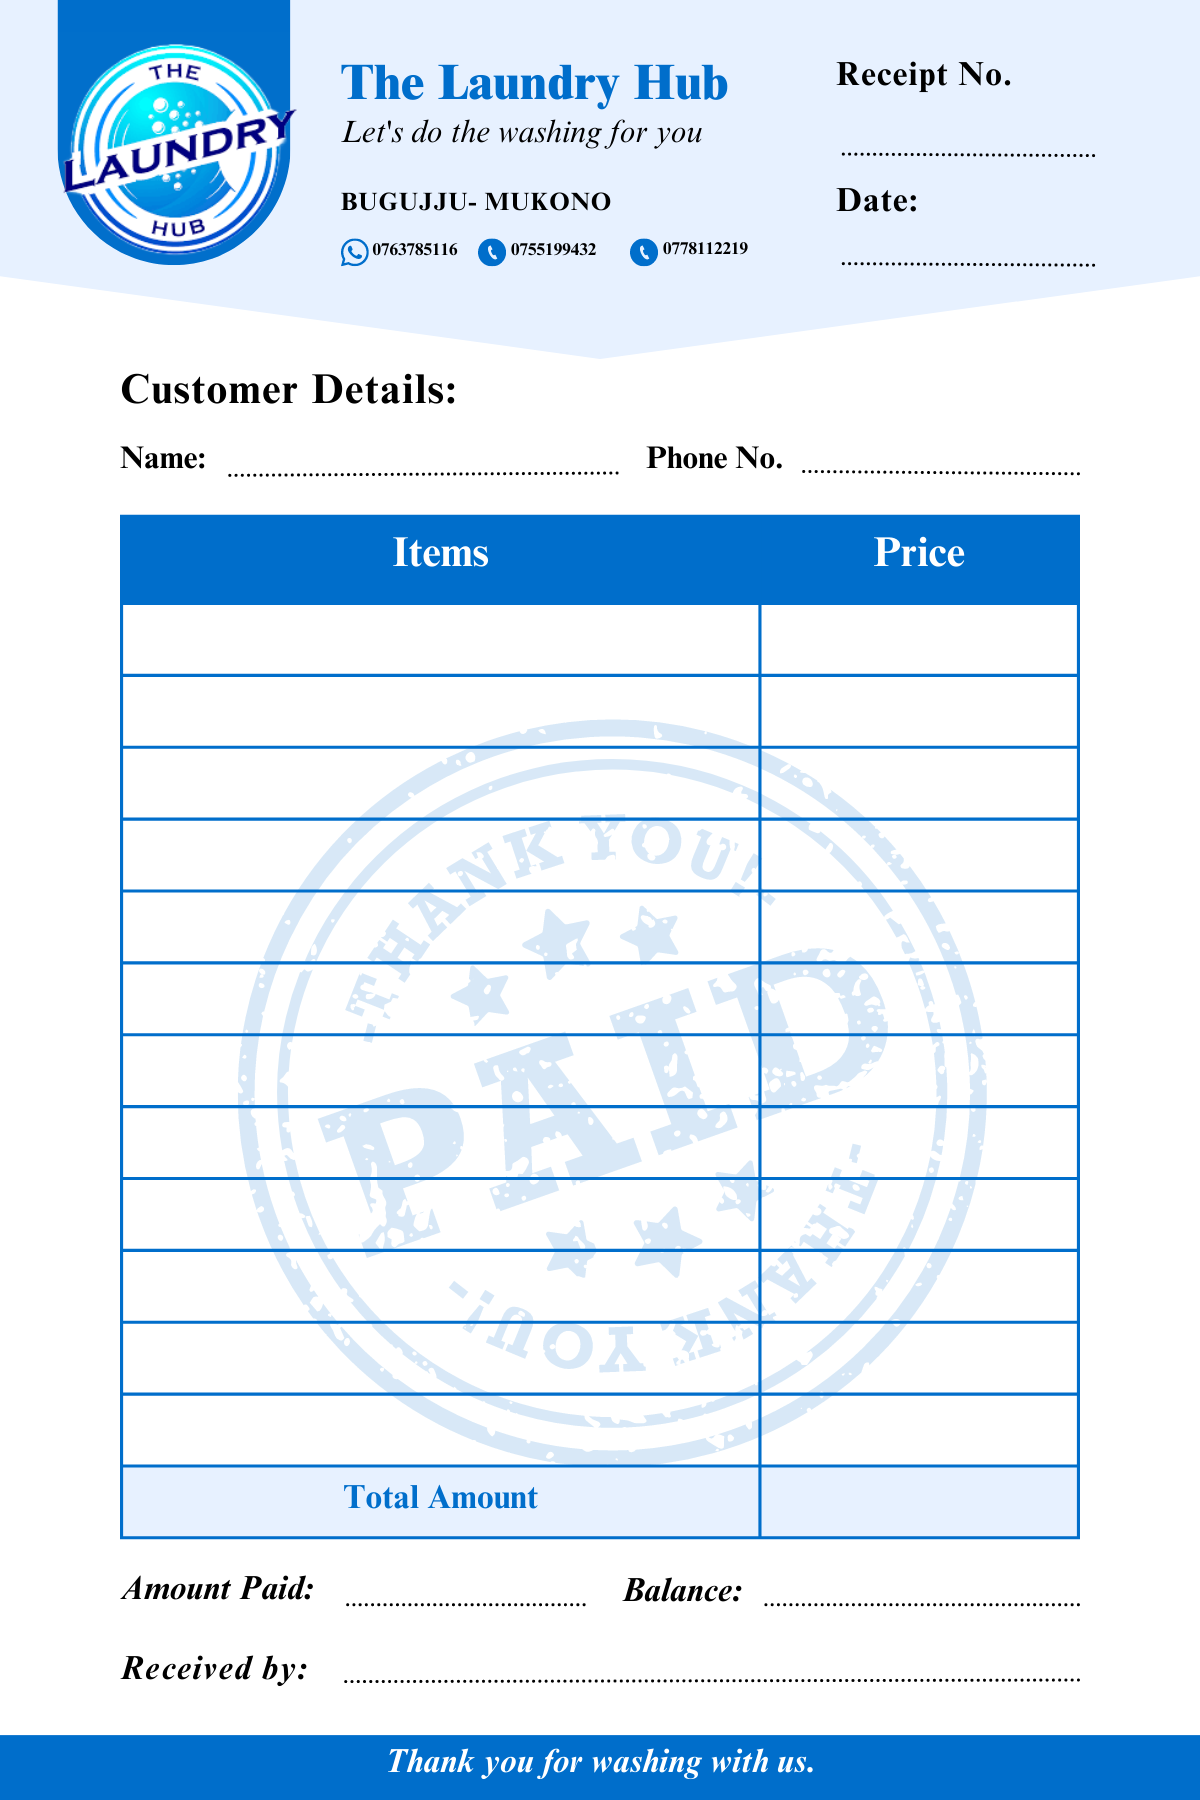 THE
LAUNDRY
HUB
The Laundry Hub
Let's do the washing for you
BUGUJJU- MUKONO
0763785116 0755199432 0778112219
Receipt No.
Date:
Customer Details:
Name: Phone No.
Items Price
-THANK YOU!-
PAID
-THANK YOU!-
Total Amount
Amount Paid: Balance:
Received by:
Thank you for washing with us.